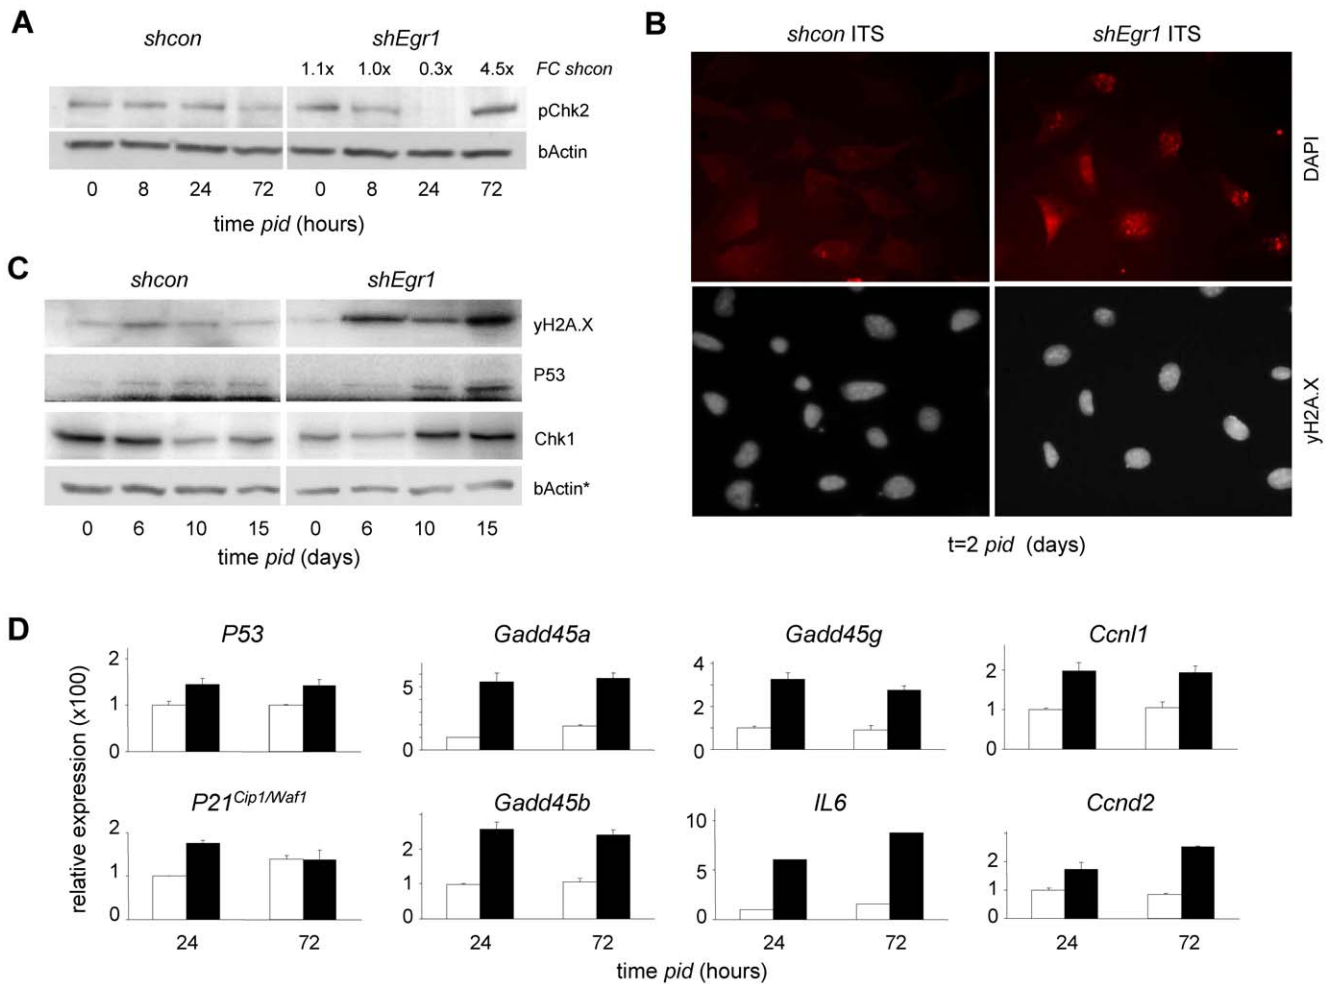 A
shcon
shEgr1
1.1x 1.0x 0.3x 4.5x FC shcon
pChk2
bActin
0 8 24 72 0 8 24 72
time pid (hours)
B
shcon ITS
shEgr1 ITS
DAPI
yH2A.X
t=2 pid (days)
C
shcon
shEgr1
yH2A.X
P53
Chk1
bActin*
0 6 10 15 0 6 10 15
time pid (days)
D
relative expression (x100)
P53
2
1
0
Gadd45a
5
0
Gadd45g
4
2
0
Ccnl1
2
1
0
P21Cip1/Waf1
2
1
0
Gadd45b
2
1
0
IL6
10
5
0
Ccnd2
2
1
0
24 72 24 72 24 72 24 72
time pid (hours)